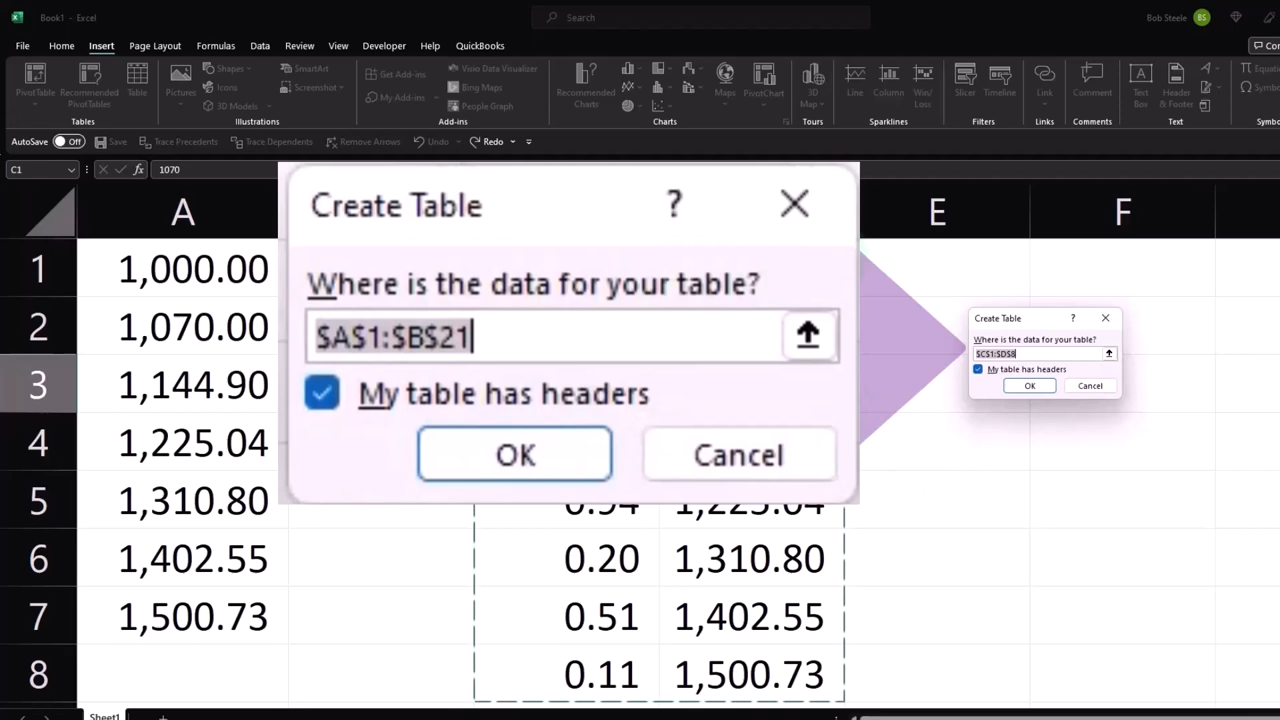 Book1 - Excel
Search
Bob Steele BS
File Home Insert Page Layout Formulas Data Review View Developer Help QuickBooks
Shapes SmartArt Get Add-ins Visio Data Visualizer
Icons Screenshot Bing Maps
3D Models My Add-ins People Graph
PivotTable Recommended PivotTable Table Pictures Recommended Charts Maps PivotChart 3D Map Line Column Win/Loss Slicer Timeline Link Comment Text Box Header & Footer
Tables Illustrations Add-ins Charts Tours Sparklines Filters Links Comments Text
AutoSave Off Save Trace Precedents Trace Dependents Remove Arrows Undo Redo
C1 fx 1070
A E F
Create Table ? X
Where is the data for your table?
$A$1:$B$21
My table has headers
OK Cancel
Create Table ?
Where is the data for your table?
$C$1:$D$8
My table has headers
OK Cancel
1 1,000.00
2 1,070.00
3 1,144.90
4 1,225.04
5 1,310.80 0.94 1,225.04
6 1,402.55 0.20 1,310.80
7 1,500.73 0.51 1,402.55
8 0.11 1,500.73
Sheet1